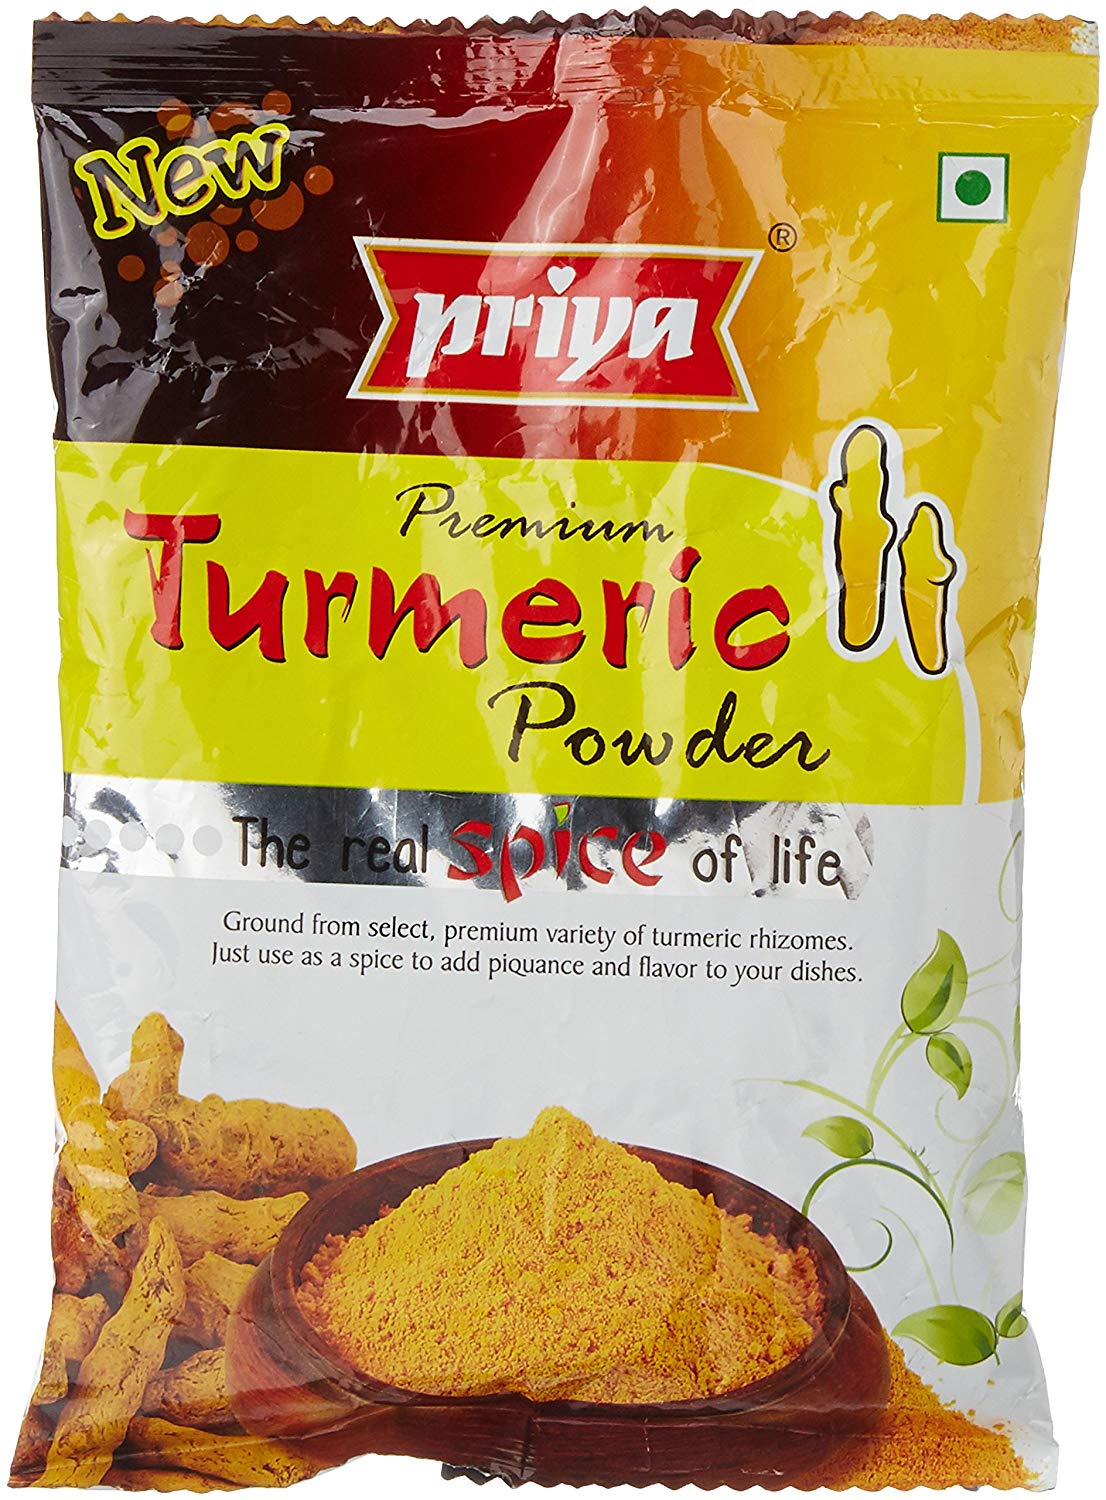 New
priya
®
Premium
Turmeric
Powder
The real spice of life
Ground from select, premium variety of turmeric rhizomes.
Just use as a spice to add piquance and flavor to your dishes.